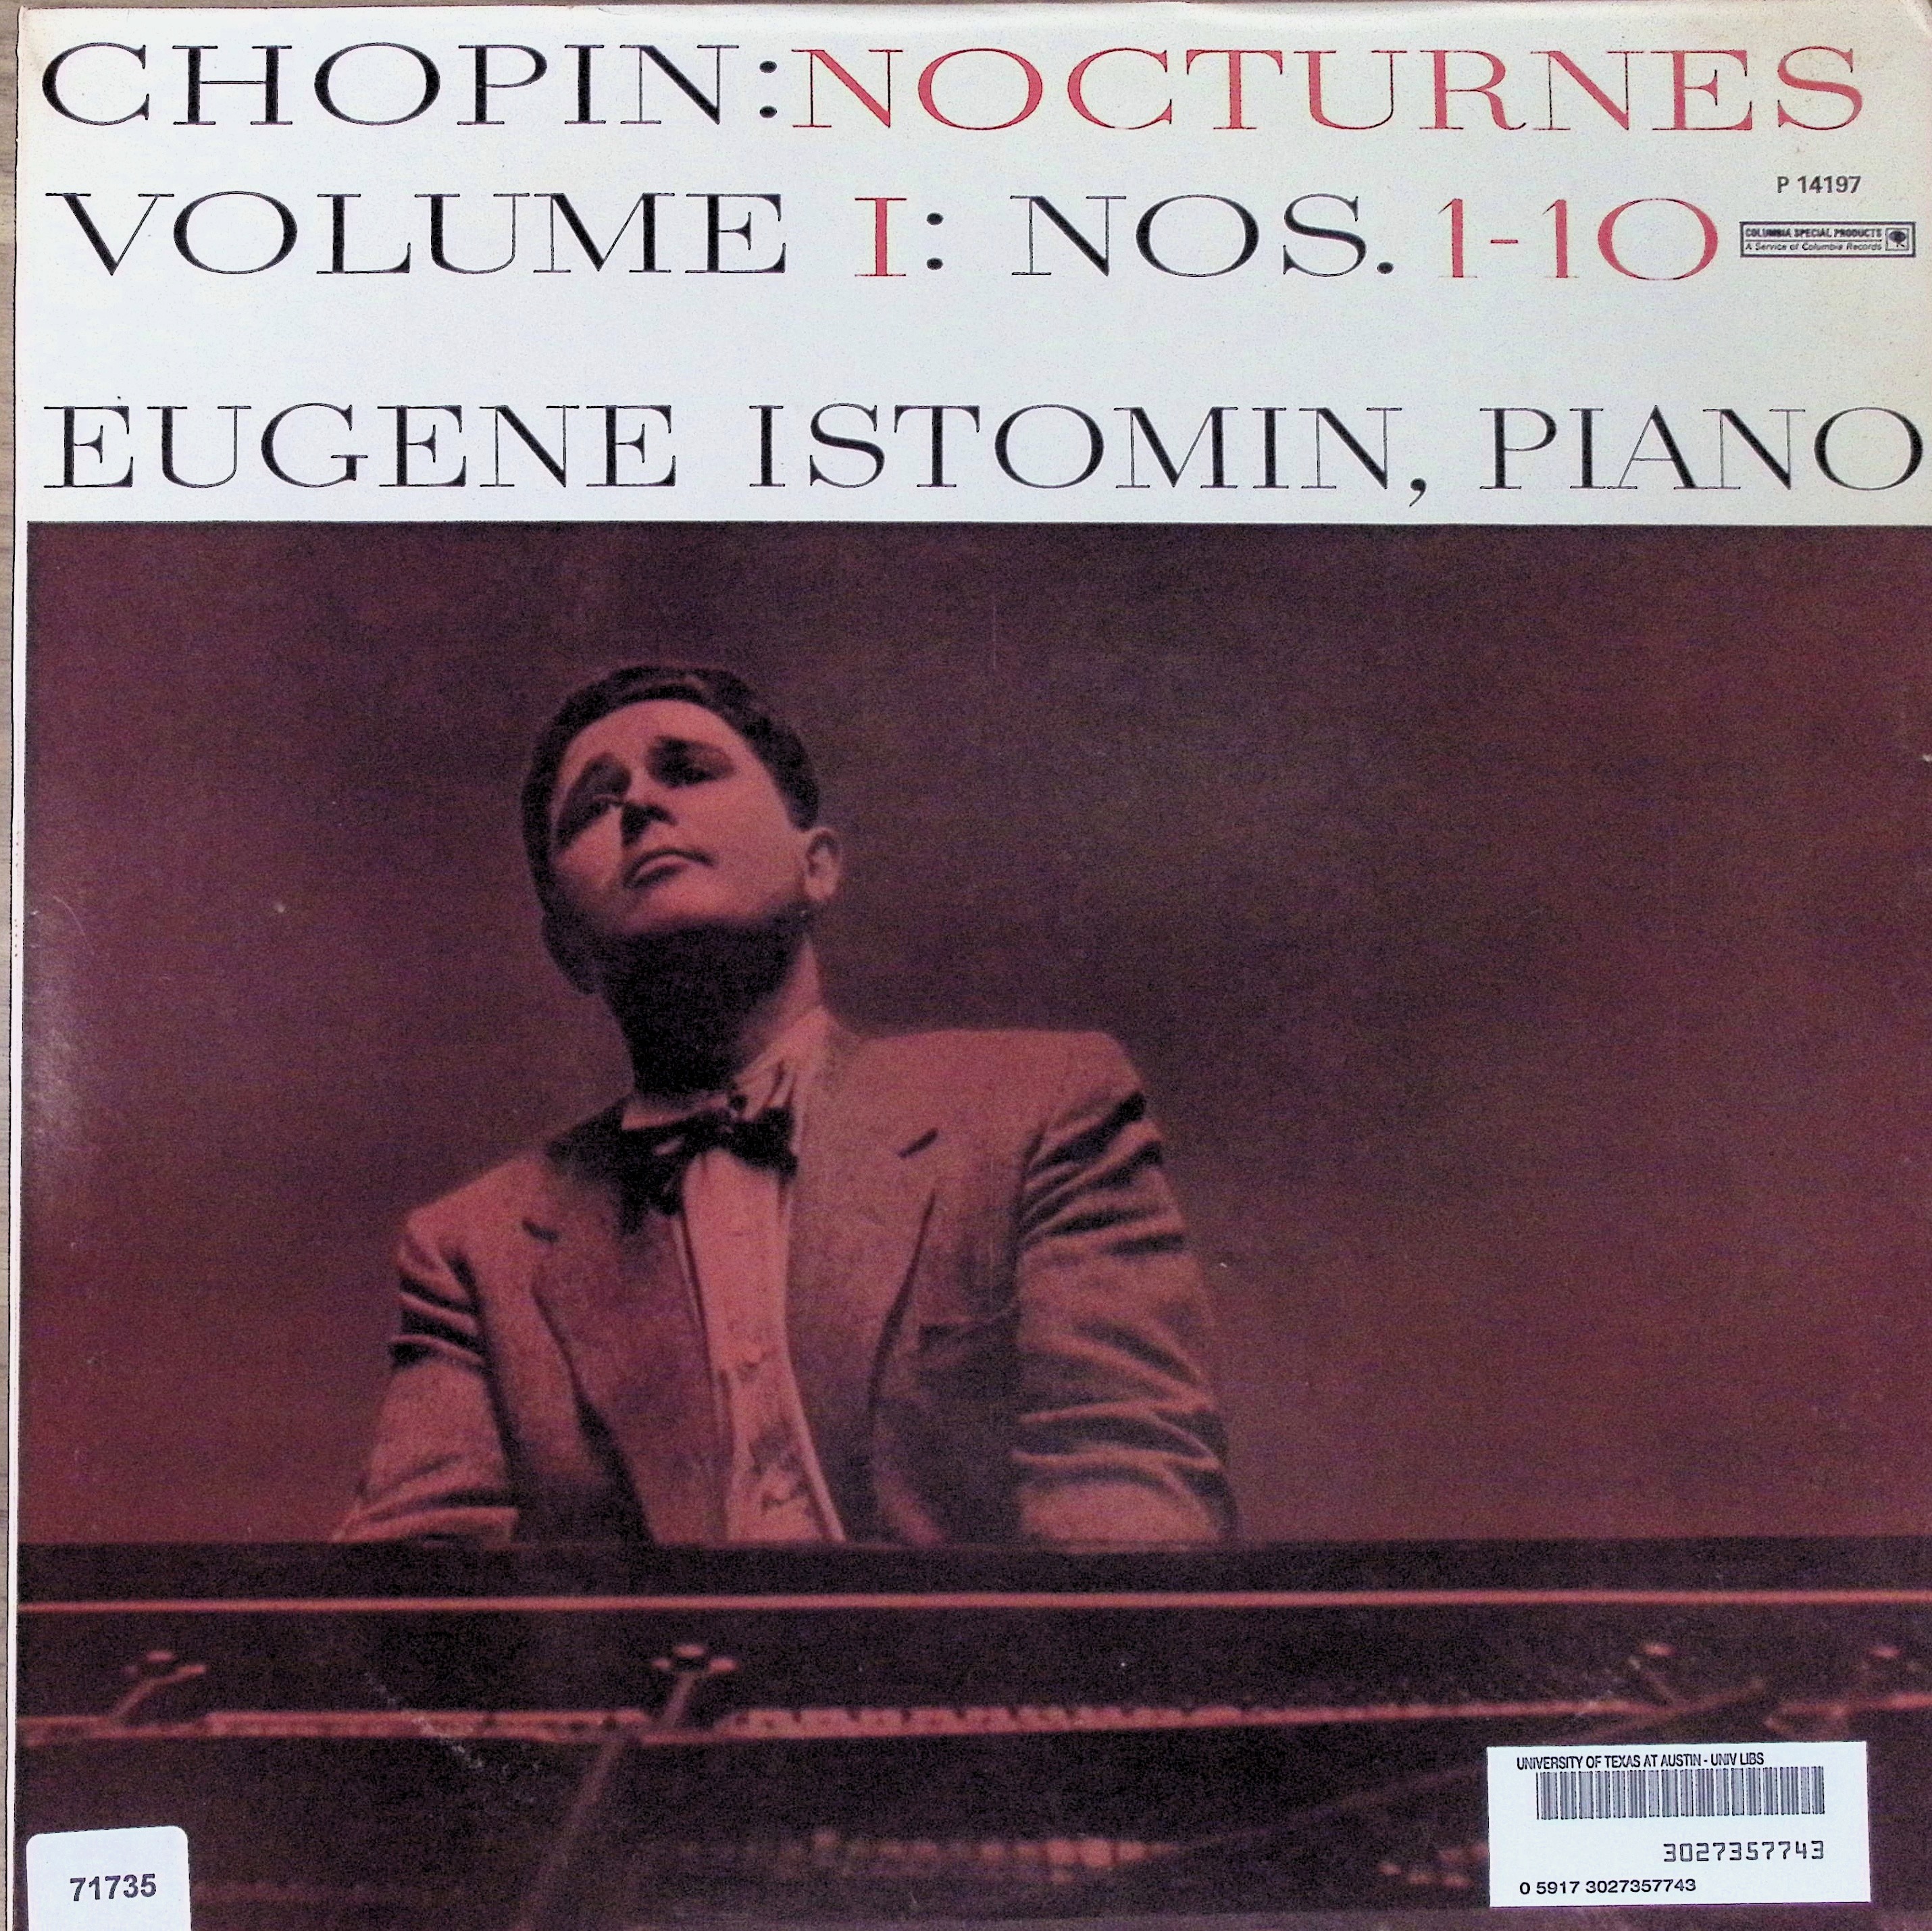 CHOPIN:NOCTURNES
VOLUME I: NOS. 1-10
P 14197
COLUMBIA SPECIAL PRODUCTS
A Service of Columbia Records
EUGENE ISTOMIN, PIANO
UNIVERSITY OF TEXAS AT AUSTIN - UNIV LIBS
3027357743
0 5917 3027357743
71735